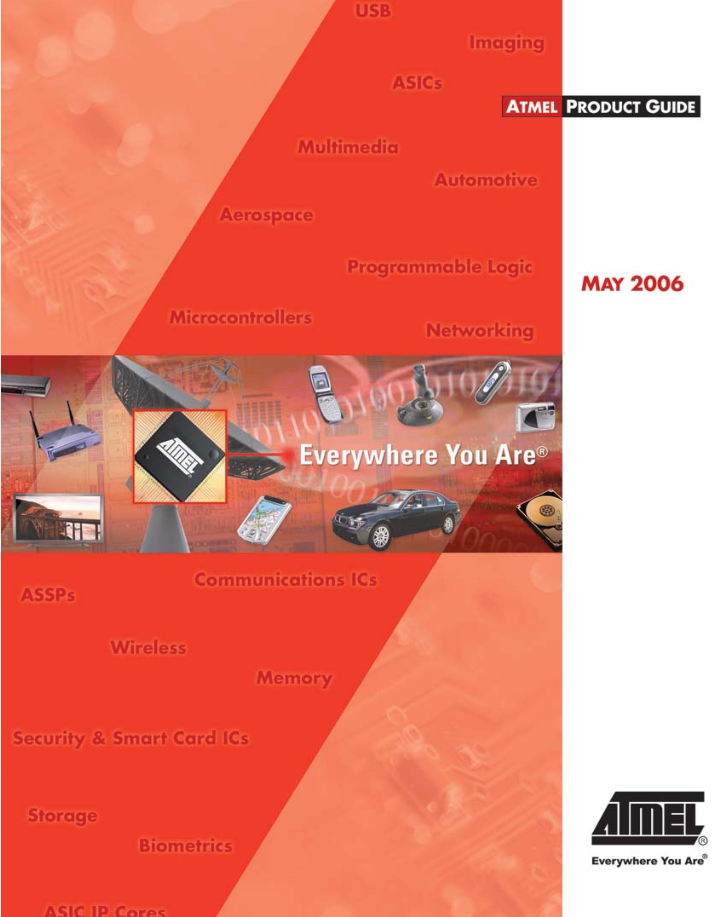 USB
Imaging
ASICs
ATMEL PRODUCT GUIDE
Multimedia
Automotive
Aerospace
Programmable Logic
MAY 2006
Microcontrollers
Networking
ATMEL
Everywhere You Are®
Communications ICs
ASSPs
Wireless
Memory
Security & Smart Card ICs
Storage
Biometrics
ATMEL®
Everywhere You Are®
ASIC IP Cores